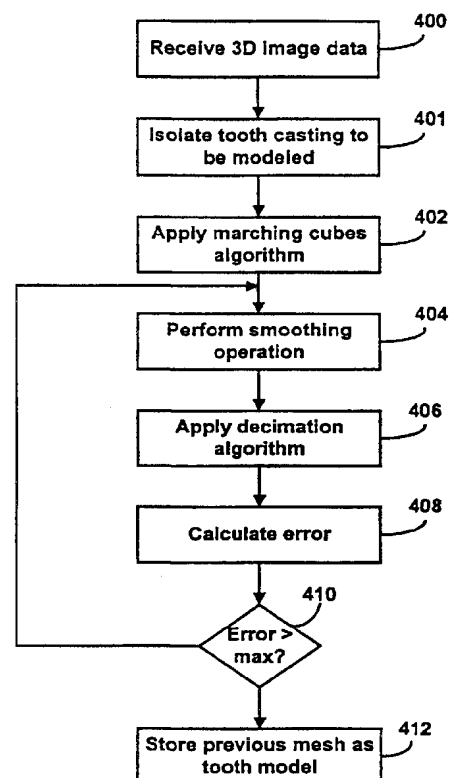 400
Receive 3D image data
401
Isolate tooth casting to
be modeled
402
Apply marching cubes
algorithm
404
Perform smoothing
operation
406
Apply decimation
algorithm
408
Calculate error
410
Error >
max?
412
Store previous mesh as
tooth model